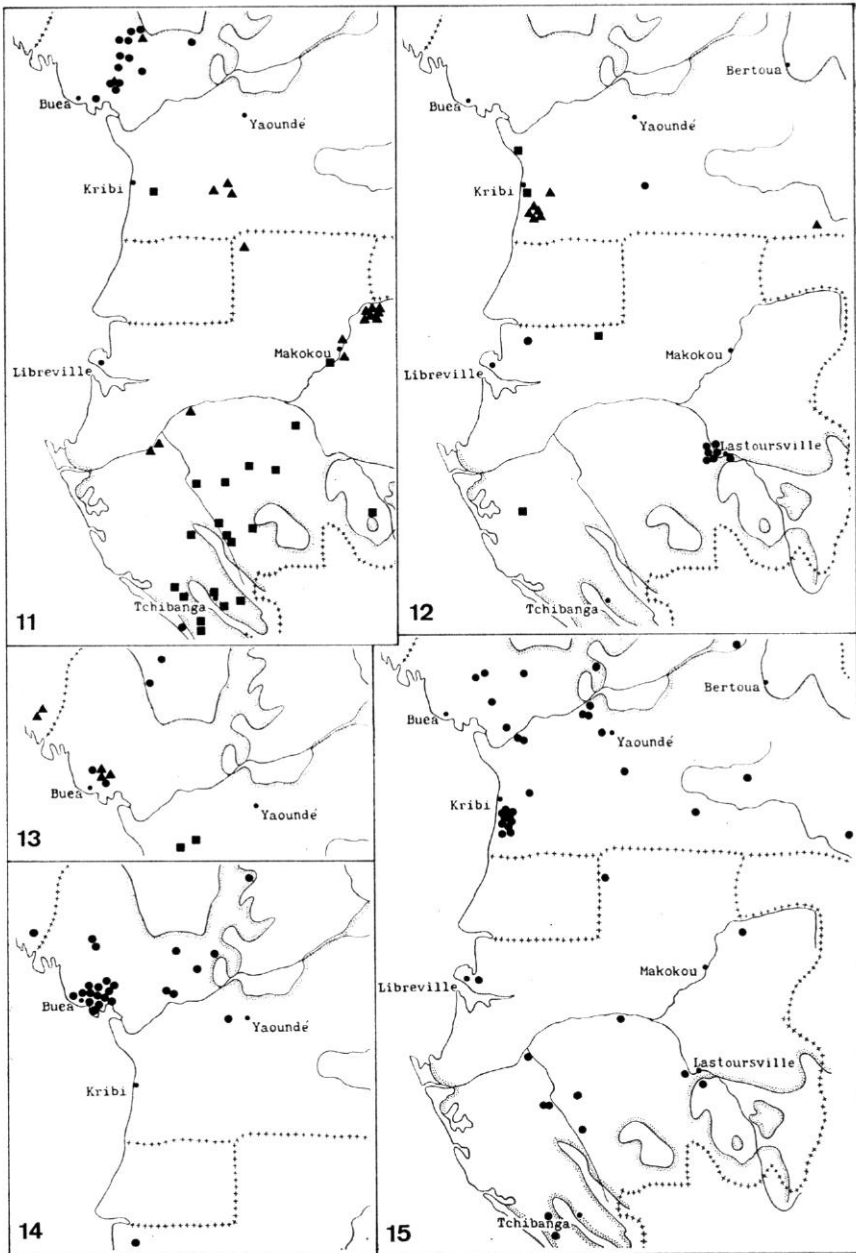 Buea
Yaoundé
Kribi
Makokou
Libreville
Tchibanga
11
Bertoua
Buea
Yaoundé
Kribi
Makokou
Libreville
Lastoursville
Tchibanga
12
Buea
Yaoundé
13
Buea
Yaoundé
Kribi
14
Bertoua
Buea
Yaoundé
Kribi
Makokou
Libreville
Lastoursville
Tchibanga
15